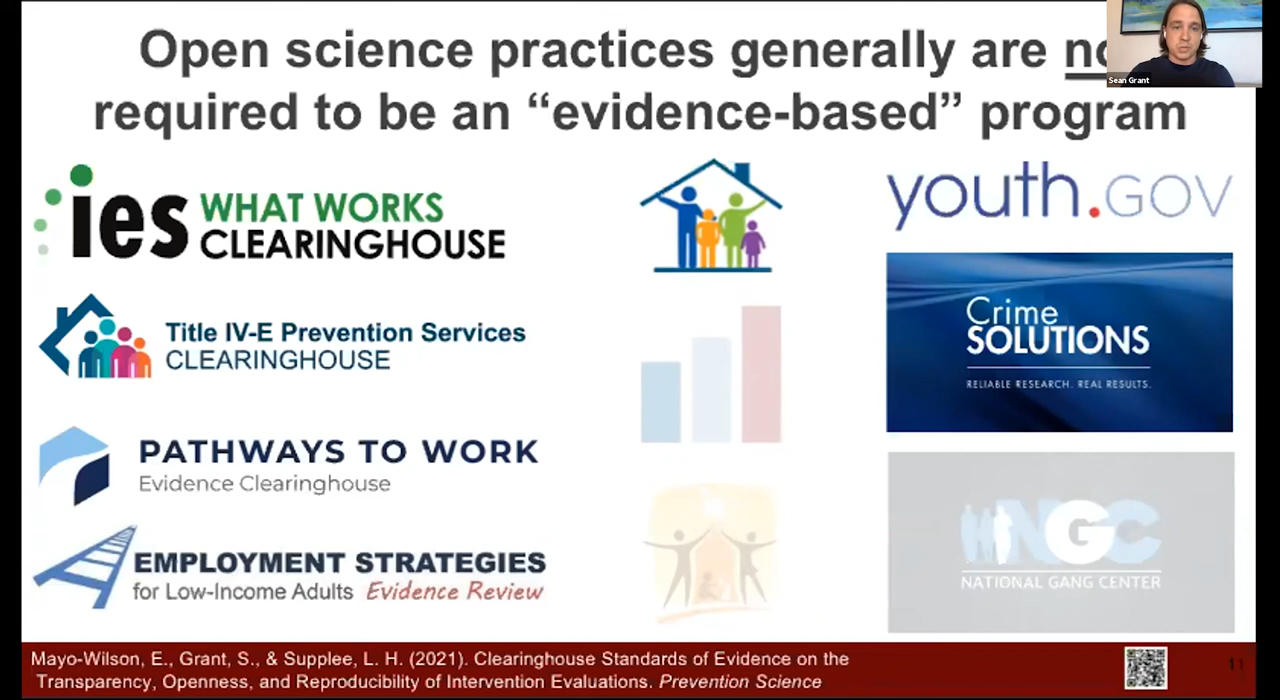 Open science practices generally are no
required to be an “evidence-based” program
Sean Grant
ies WHAT WORKS
CLEARINGHOUSE
youth.GOV
Title IV-E Prevention Services
CLEARINGHOUSE
Crime
SOLUTIONS
RELIABLE RESEARCH. REAL RESULTS.
PATHWAYS TO WORK
Evidence Clearinghouse
NGC
NATIONAL GANG CENTER
EMPLOYMENT STRATEGIES
for Low-Income Adults Evidence Review
Mayo-Wilson, E., Grant, S., & Supplee, L. H. (2021). Clearinghouse Standards of Evidence on the
Transparency, Openness, and Reproducibility of Intervention Evaluations. Prevention Science
11